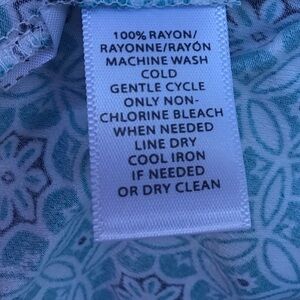 100% RAYON/
RAYONNE/RAYÓN
MACHINE WASH
COLD
GENTLE CYCLE
ONLY NON-
CHLORINE BLEACH
WHEN NEEDED
LINE DRY
COOL IRON
IF NEEDED
OR DRY CLEAN